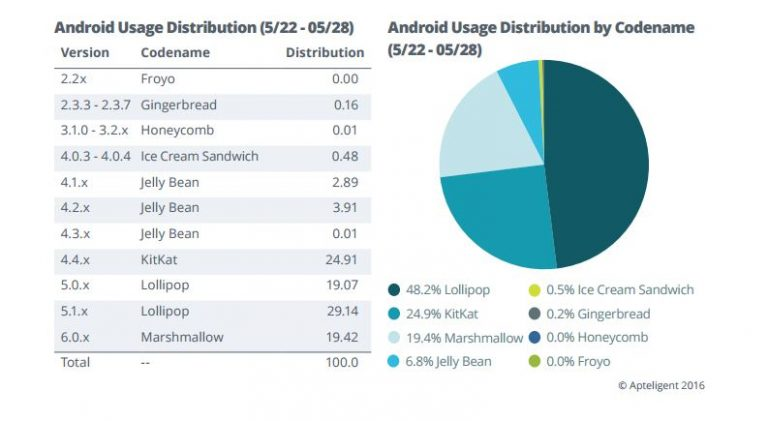 Android Usage Distribution (5/22 - 05/28)
Version Codename Distribution
2.2x Froyo 0.00
2.3.3 - 2.3.7 Gingerbread 0.16
3.1.0 - 3.2.x Honeycomb 0.01
4.0.3 - 4.0.4 Ice Cream Sandwich 0.48
4.1.x Jelly Bean 2.89
4.2.x Jelly Bean 3.91
4.3.x Jelly Bean 0.01
4.4.x KitKat 24.91
5.0.x Lollipop 19.07
5.1.x Lollipop 29.14
6.0.x Marshmallow 19.42
Total -- 100.0
Android Usage Distribution by Codename
(5/22 - 05/28)
48.2% Lollipop 0.5% Ice Cream Sandwich
24.9% KitKat 0.2% Gingerbread
19.4% Marshmallow 0.0% Honeycomb
6.8% Jelly Bean 0.0% Froyo
© Apteligent 2016